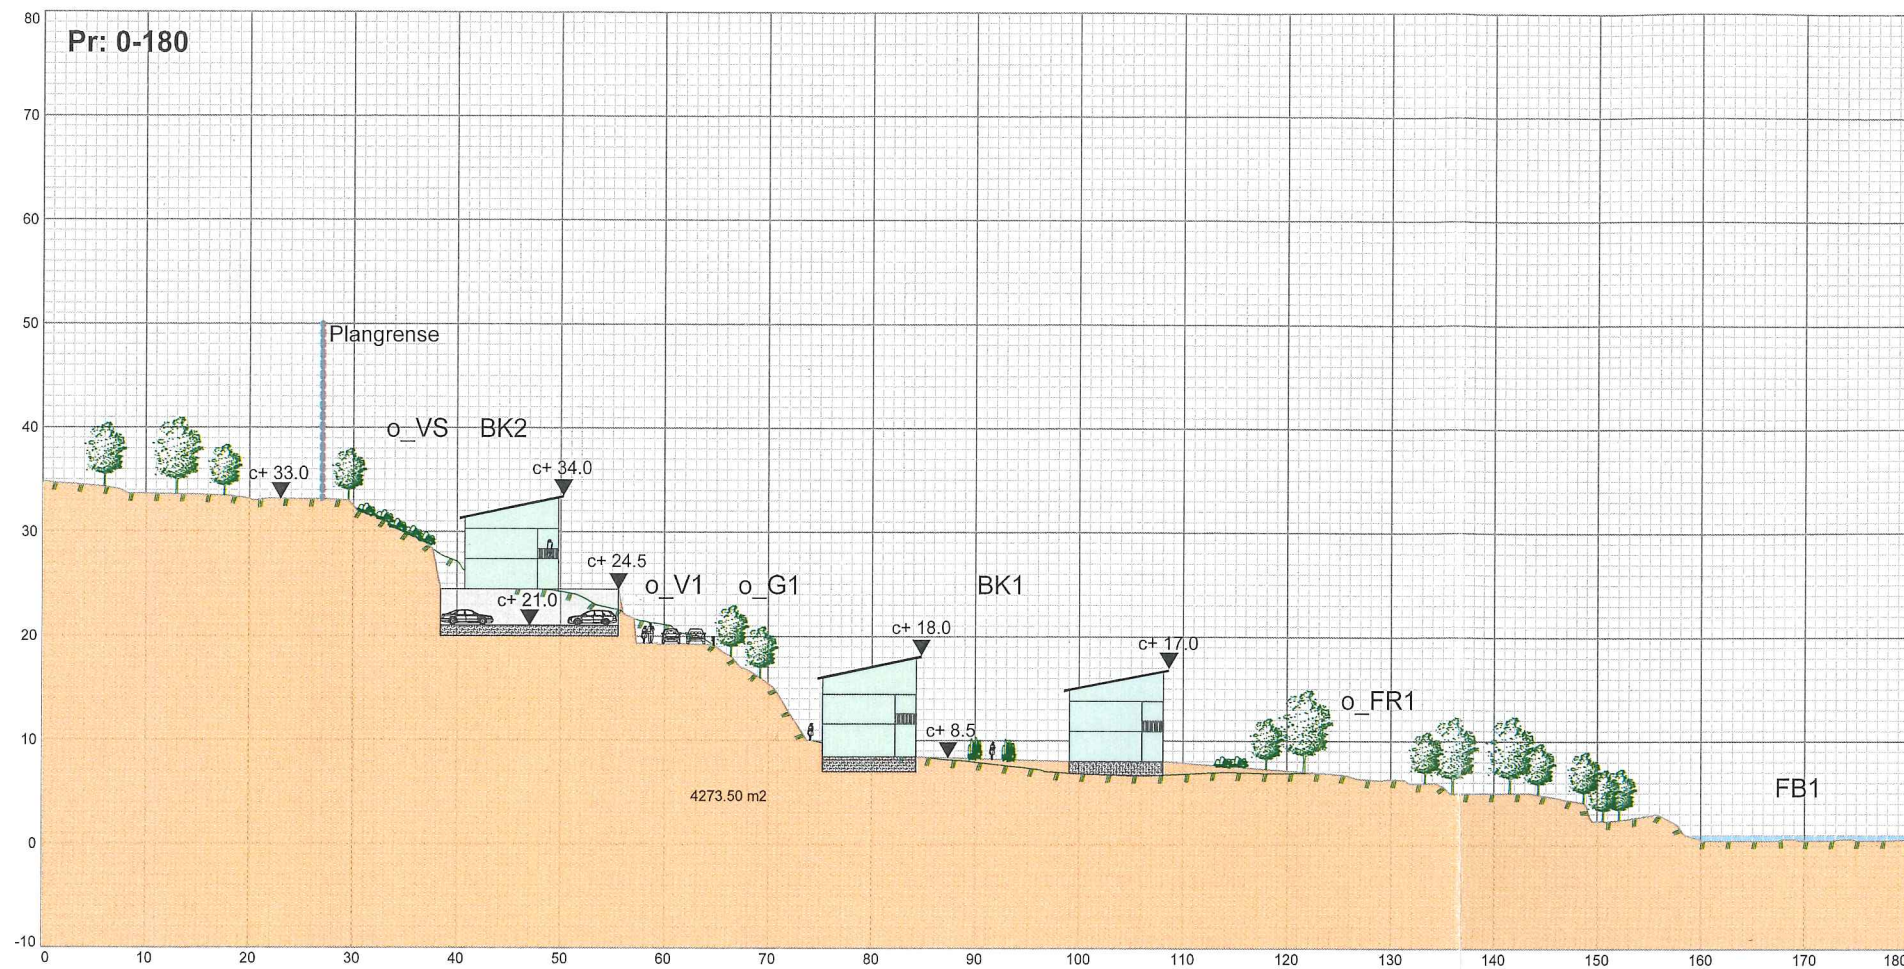 80
Pr: 0-180
70
60
50
Plangrense
40
o_VS BK2
c+ 33.0
c+ 34.0
30
c+ 24.5
o_V1 o_G1 BK1
c+ 21.0
20
c+ 18.0
c+ 17.0
o_FR1
c+ 8.5
10
4273.50 m2
FB1
0
-10
0 10 20 30 40 50 60 70 80 90 100 110 120 130 140 150 160 170 180